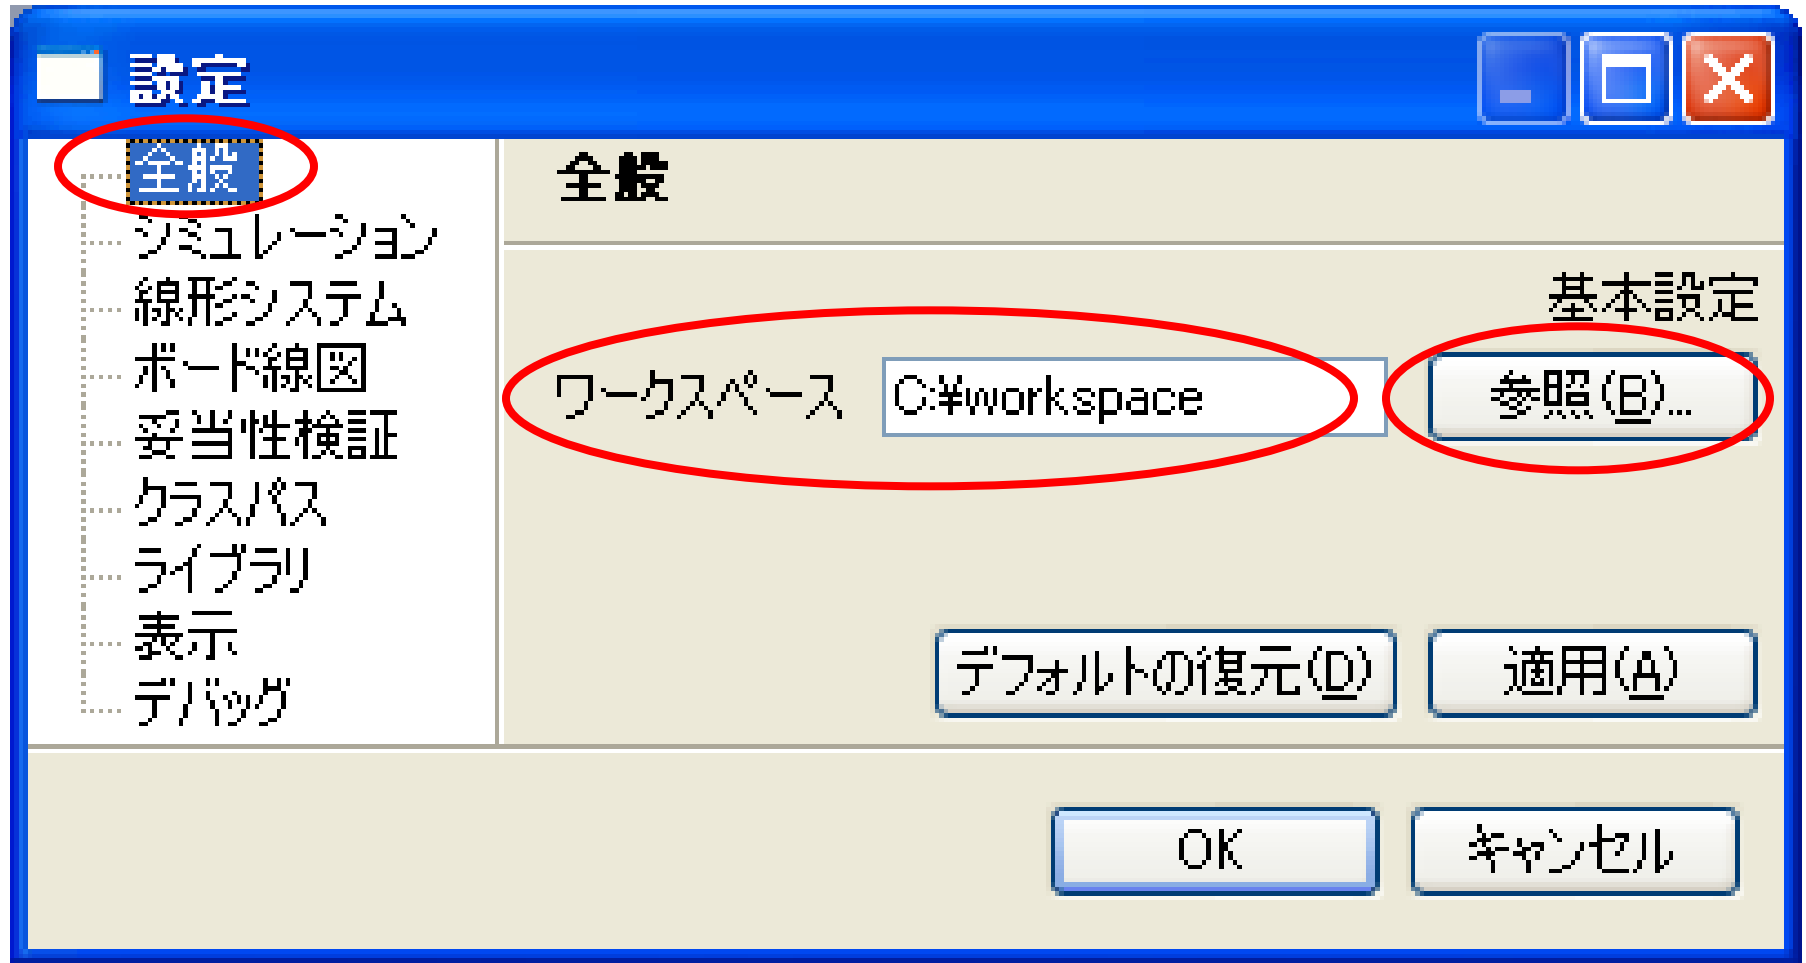 設定
全般
シミュレーション
線形システム
ボード線図
妥当性検証
クラスパス
ライブラリ
表示
デバッグ
全般
基本設定
ワークスペース C:¥workspace 参照(B)...
デフォルトの復元(D) 適用(A)
OK キャンセル